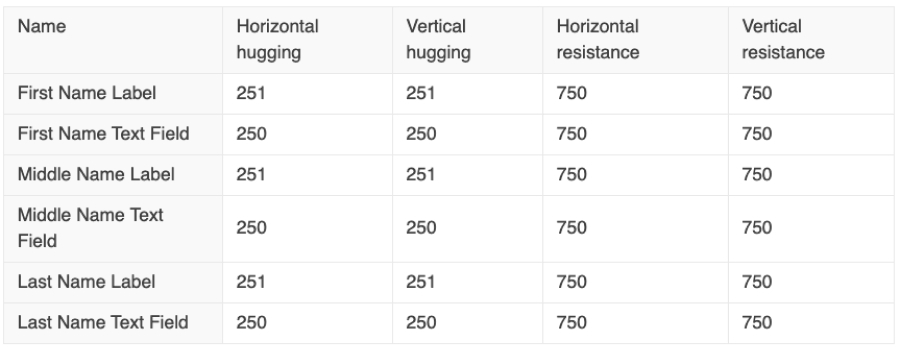 Name Horizontal hugging Vertical hugging Horizontal resistance Vertical resistance
First Name Label 251 251 750 750
First Name Text Field 250 250 750 750
Middle Name Label 251 251 750 750
Middle Name Text Field 250 250 750 750
Last Name Label 251 251 750 750
Last Name Text Field 250 250 750 750